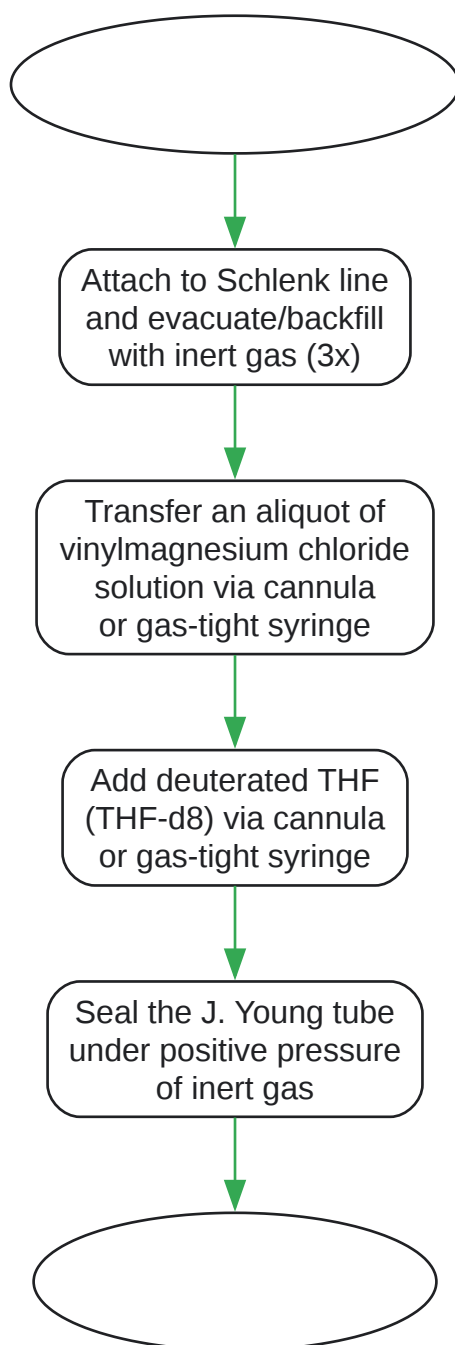 Attach to Schlenk line
and evacuate/backfill
with inert gas (3x)
Transfer an aliquot of
vinylmagnesium chloride
solution via cannula
or gas-tight syringe
Add deuterated THF
(THF-d8) via cannula
or gas-tight syringe
Seal the J. Young tube
under positive pressure
of inert gas